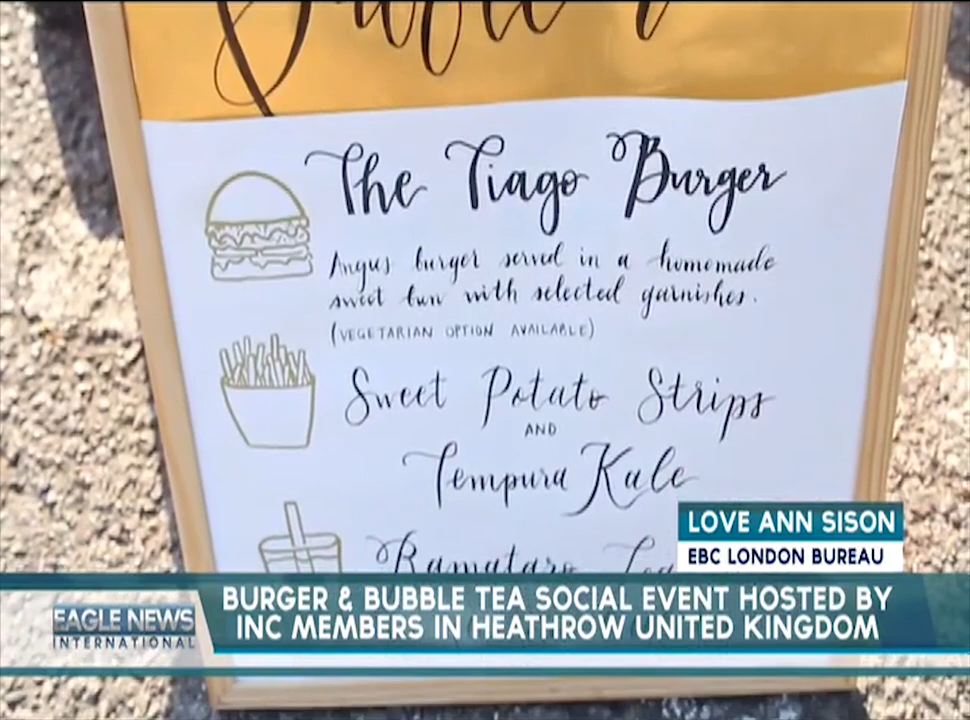 The Tiago Burger
Angus burger served in a homemade
sweet bun with selected garnishes.
(VEGETARIAN OPTION AVAILABLE)
Sweet Potato Strips
AND
Tempura Kale
LOVE ANN SISON
EBC LONDON BUREAU
BURGER & BUBBLE TEA SOCIAL EVENT HOSTED BY
INC MEMBERS IN HEATHROW UNITED KINGDOM
EAGLE NEWS
INTERNATIONAL